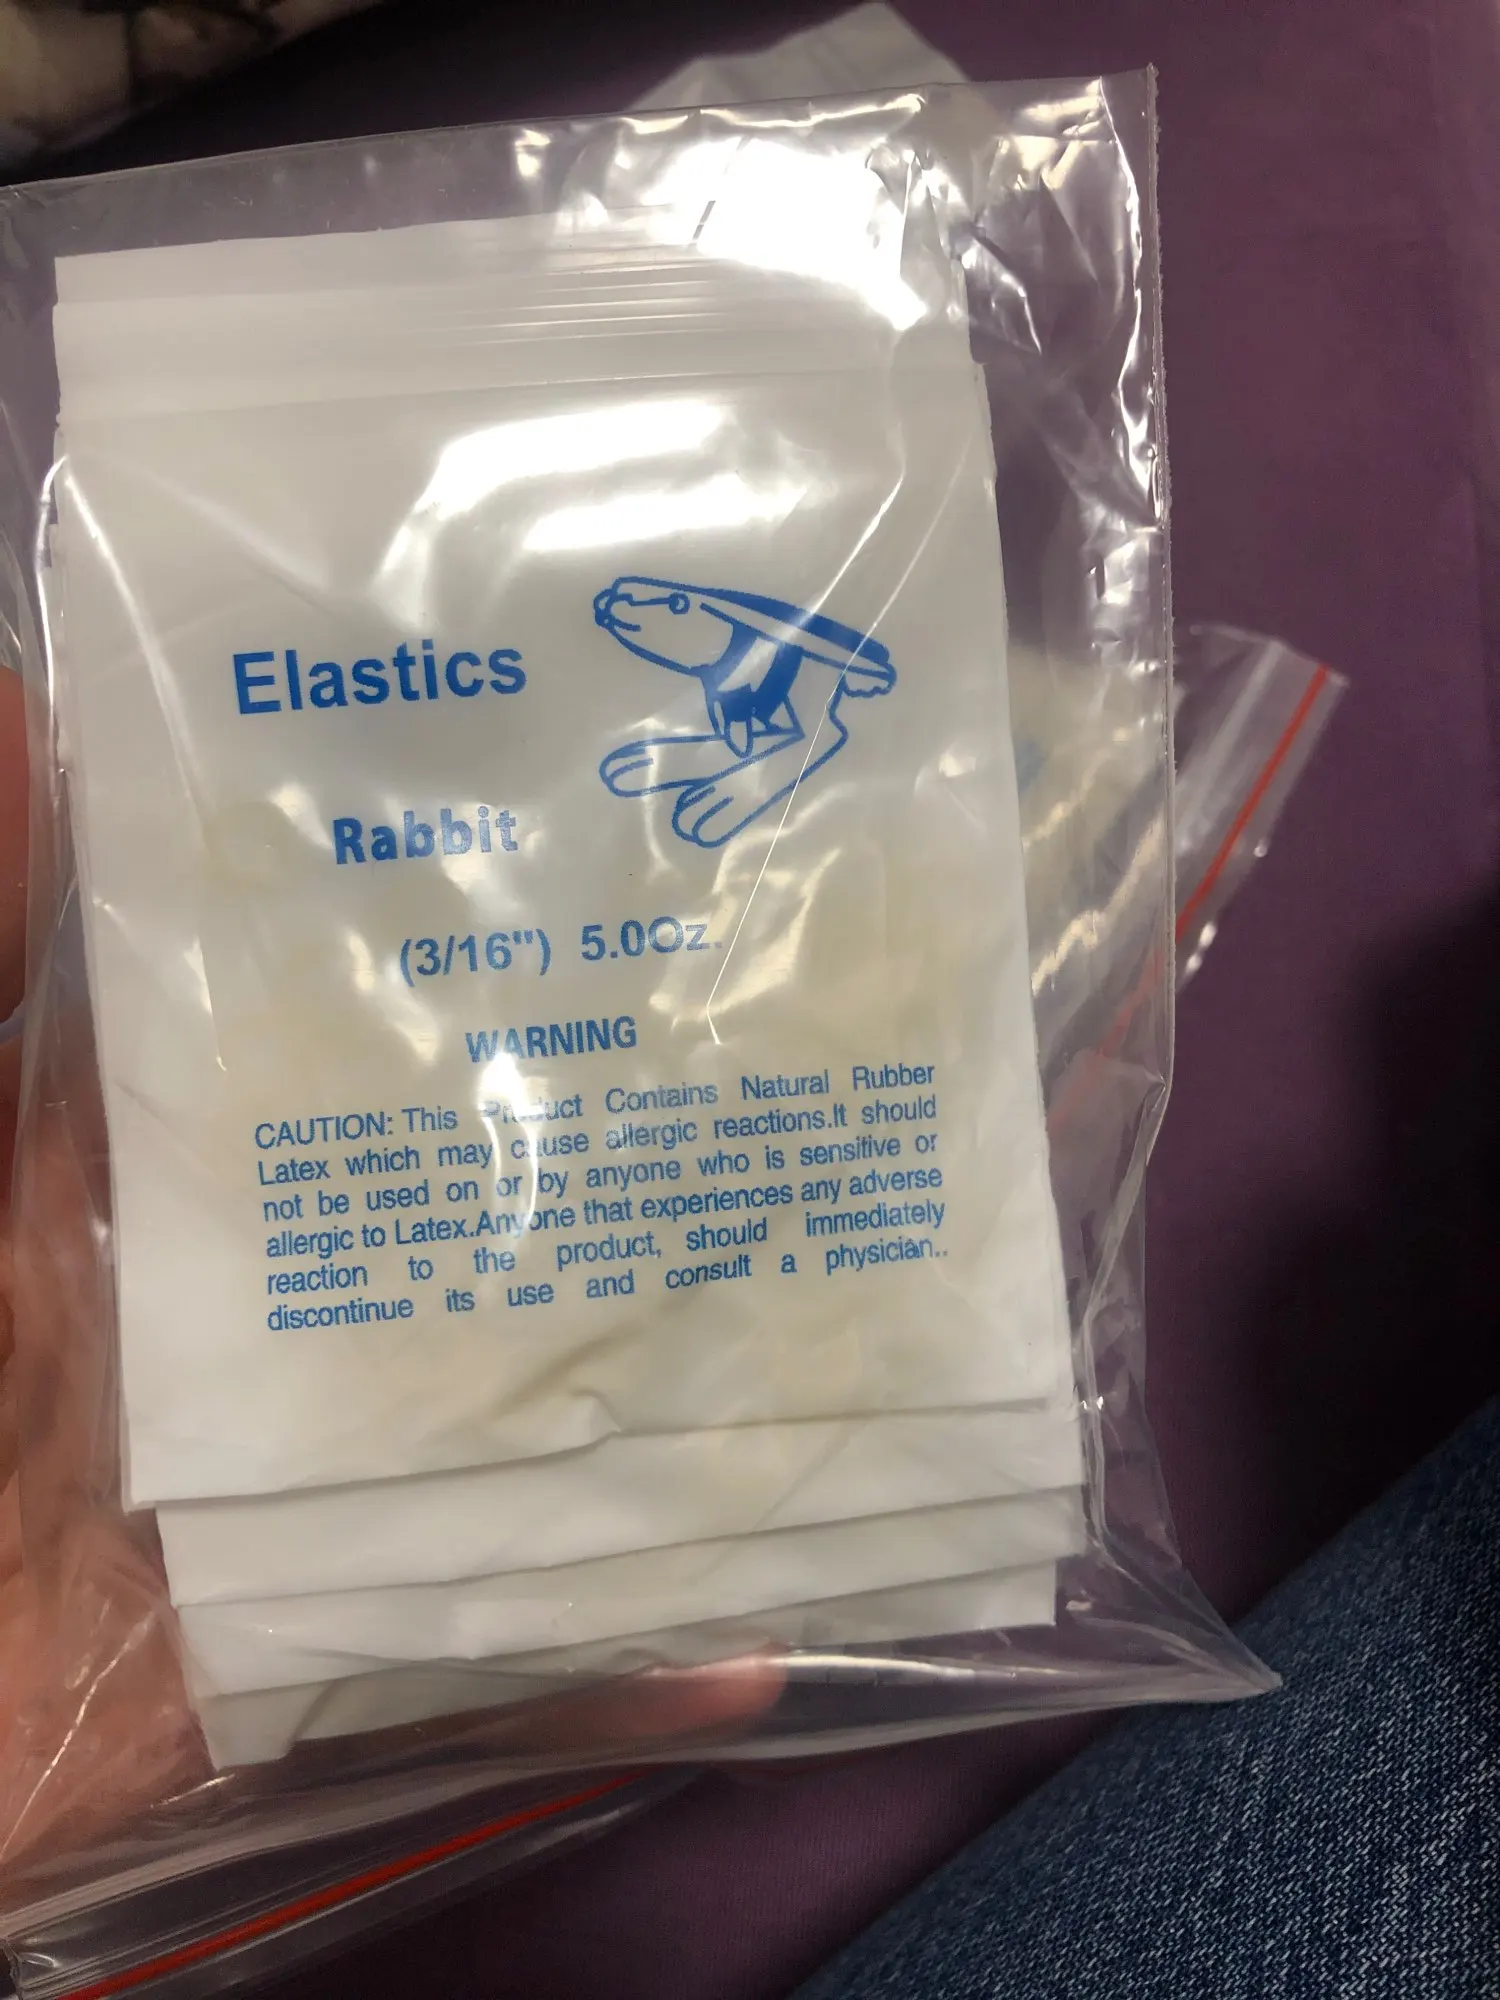 Elastics
Rabbit
(3/16") 5.0Oz.
WARNING
CAUTION: This Product Contains Natural Rubber
Latex which may cause allergic reactions.It should
not be used on or by anyone who is sensitive or
allergic to Latex.Anyone that experiences any adverse
reaction to the product, should immediately
discontinue its use and consult a physician..